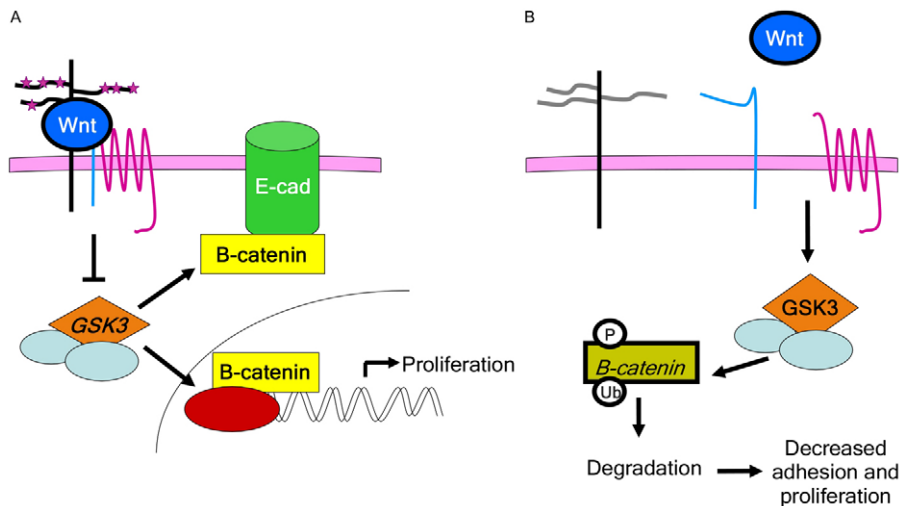 A
Wnt
E-cad
B-catenin
GSK3
B-catenin
Proliferation
B
Wnt
GSK3
P
B-catenin
Ub
Degradation
Decreased
adhesion and
proliferation